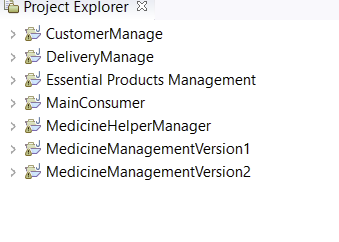 Project Explorer
CustomerManage
DeliveryManage
Essential Products Management
MainConsumer
MedicineHelperManager
MedicineManagementVersion1
MedicineManagementVersion2